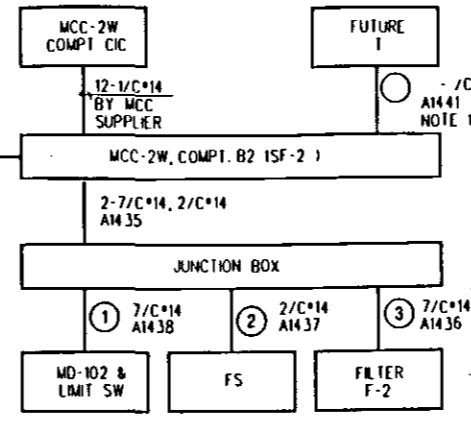 MCC-2W
COMPT CIC
FUTURE
1
12-1/C#14
BY MCC
SUPPLIER
- /C
A1441
NOTE 1
MCC-2W, COMPT. B2 (SF-2 )
2-7/C#14, 2/C#14
A1435
JUNCTION BOX
1 7/C#14
A1438
2 2/C#14
A1437
3 7/C#14
A1436
MD-102 &
LIMIT SW
FS
FILTER
F-2